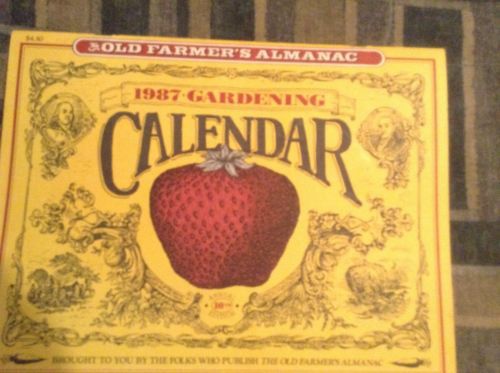 $4.95
THE OLD FARMER'S ALMANAC
1987·GARDENING
CALENDAR
10TH
BROUGHT TO YOU BY THE FOLKS WHO PUBLISH THE OLD FARMER'S ALMANAC